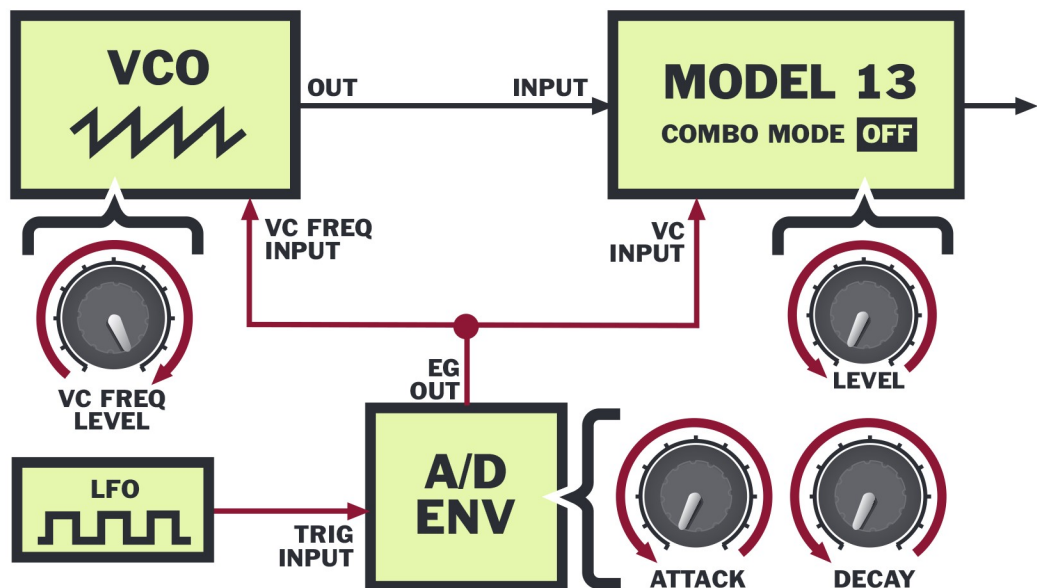 VCO
OUT
INPUT
MODEL 13
COMBO MODE OFF
VC FREQ
INPUT
VC
INPUT
VC FREQ
LEVEL
LEVEL
EG
OUT
LFO
TRIG
INPUT
A/D
ENV
ATTACK
DECAY